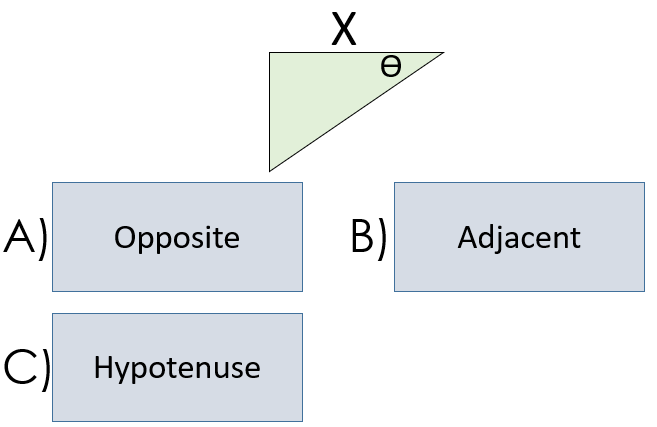 X
Ɵ
A) Opposite
B) Adjacent
C) Hypotenuse